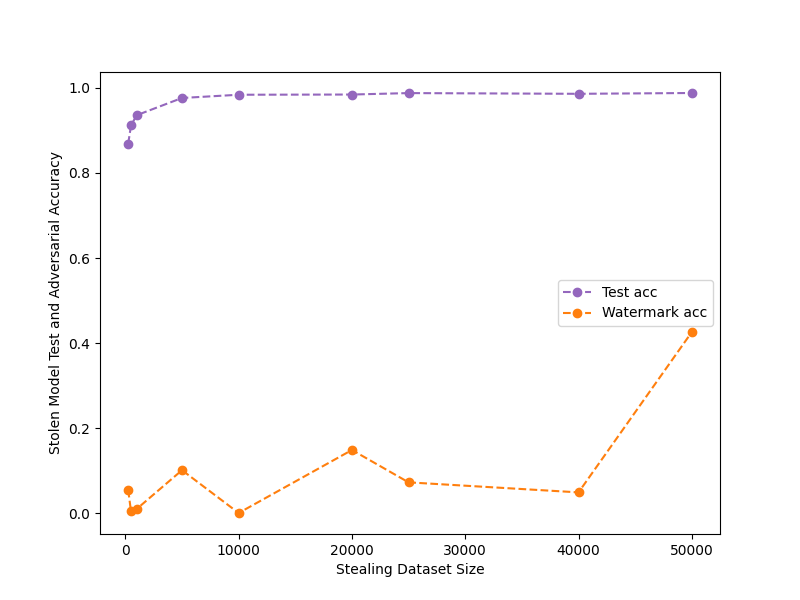 1.0
0.8
0.6
0.4
0.2
0.0
Stolen Model Test and Adversarial Accuracy
Test acc
Watermark acc
0 10000 20000 30000 40000 50000
Stealing Dataset Size